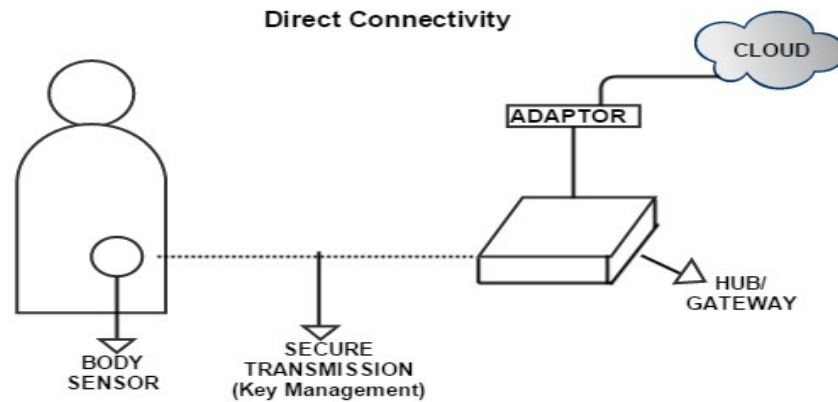 Direct Connectivity
CLOUD
ADAPTOR
HUB/
GATEWAY
BODY
SENSOR
SECURE
TRANSMISSION
(Key Management)